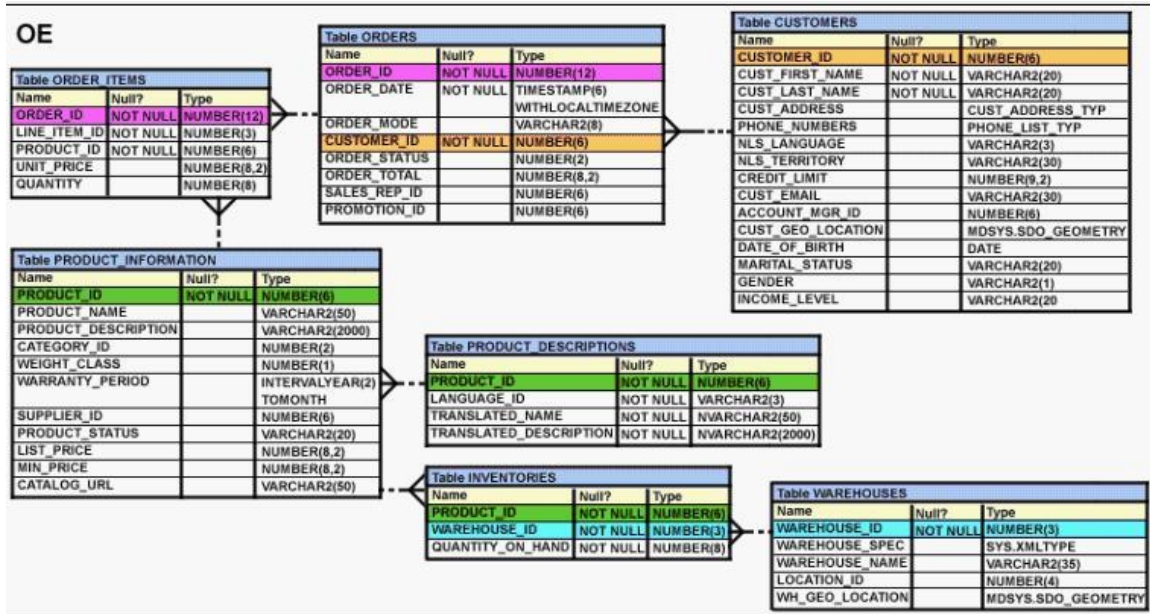 OE
Table ORDER_ITEMS
Name Null? Type
ORDER_ID NOT NULL NUMBER(12)
LINE_ITEM_ID NOT NULL NUMBER(3)
PRODUCT_ID NOT NULL NUMBER(6)
UNIT_PRICE NUMBER(8,2)
QUANTITY NUMBER(8)
Table ORDERS
Name Null? Type
ORDER_ID NOT NULL NUMBER(12)
ORDER_DATE NOT NULL TIMESTAMP(6)
WITHLOCALTIMEZONE
ORDER_MODE VARCHAR2(8)
CUSTOMER_ID NOT NULL NUMBER(6)
ORDER_STATUS NUMBER(2)
ORDER_TOTAL NUMBER(8,2)
SALES_REP_ID NUMBER(6)
PROMOTION_ID NUMBER(6)
Table CUSTOMERS
Name Null? Type
CUSTOMER_ID NOT NULL NUMBER(6)
CUST_FIRST_NAME NOT NULL VARCHAR2(20)
CUST_LAST_NAME NOT NULL VARCHAR2(20)
CUST_ADDRESS CUST_ADDRESS_TYP
PHONE_NUMBERS PHONE_LIST_TYP
NLS_LANGUAGE VARCHAR2(3)
NLS_TERRITORY VARCHAR2(30)
CREDIT_LIMIT NUMBER(9,2)
CUST_EMAIL VARCHAR2(30)
ACCOUNT_MGR_ID NUMBER(6)
CUST_GEO_LOCATION MDSYS.SDO_GEOMETRY
DATE_OF_BIRTH DATE
MARITAL_STATUS VARCHAR2(20)
GENDER VARCHAR2(1)
INCOME_LEVEL VARCHAR2(20
Table PRODUCT_INFORMATION
Name Null? Type
PRODUCT_ID NOT NULL NUMBER(6)
PRODUCT_NAME VARCHAR2(50)
PRODUCT_DESCRIPTION VARCHAR2(2000)
CATEGORY_ID NUMBER(2)
WEIGHT_CLASS NUMBER(1)
WARRANTY_PERIOD INTERVALYEAR(2)
TOMONTH
SUPPLIER_ID NUMBER(6)
PRODUCT_STATUS VARCHAR2(20)
LIST_PRICE NUMBER(8,2)
MIN_PRICE NUMBER(8,2)
CATALOG_URL VARCHAR2(50)
Table PRODUCT_DESCRIPTIONS
Name Null? Type
PRODUCT_ID NOT NULL NUMBER(6)
LANGUAGE_ID NOT NULL VARCHAR2(3)
TRANSLATED_NAME NOT NULL NVARCHAR2(50)
TRANSLATED_DESCRIPTION NOT NULL NVARCHAR2(2000)
Table INVENTORIES
Name Null? Type
PRODUCT_ID NOT NULL NUMBER(6)
WAREHOUSE_ID NOT NULL NUMBER(3)
QUANTITY_ON_HAND NOT NULL NUMBER(8)
Table WAREHOUSES
Name Null? Type
WAREHOUSE_ID NOT NULL NUMBER(3)
WAREHOUSE_SPEC SYS.XMLTYPE
WAREHOUSE_NAME VARCHAR2(35)
LOCATION_ID NUMBER(4)
WH_GEO_LOCATION MDSYS.SDO_GEOMETRY